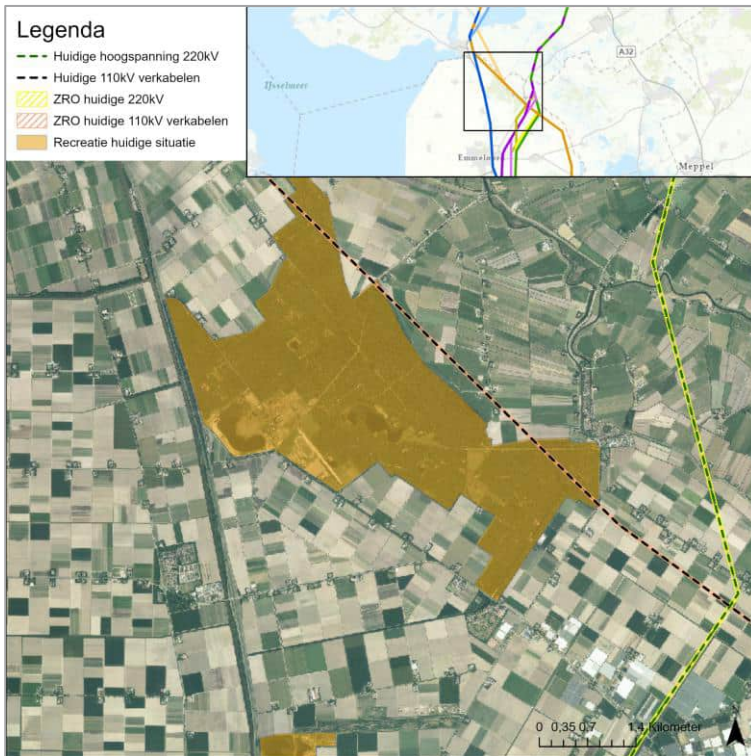 Legenda
Huidige hoogspanning 220kV
Huidige 110kV verkabelen
ZRO huidige 220kV
ZRO huidige 110kV verkabelen
Recreatie huidige situatie
IJsselmeer
A32
Meppel
0 0,35 0,7 1,4 Kilometer